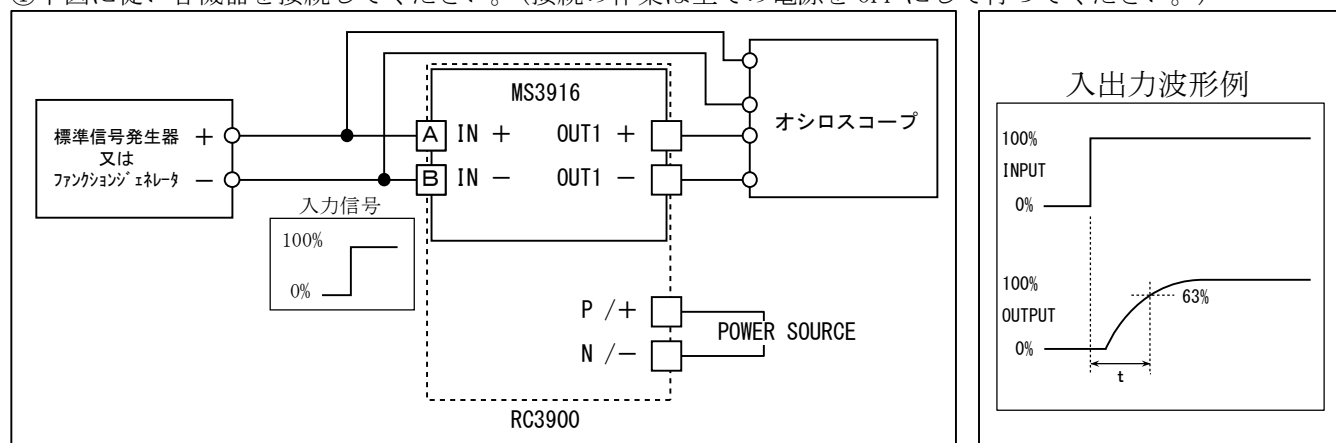 ①下図に従い各機器を接続してください。(接続の作業は全ての電源を OFF にして行ってください。)
MS3916
標準信号発生器
又は
ファンクションジェネレータ
＋
－
A IN ＋ OUT1 ＋
B IN － OUT1 －
オシロスコープ
入力信号
100%
0%
P /＋
N /－
POWER SOURCE
RC3900
入出力波形例
100%
INPUT
0%
100%
OUTPUT
0%
63%
t